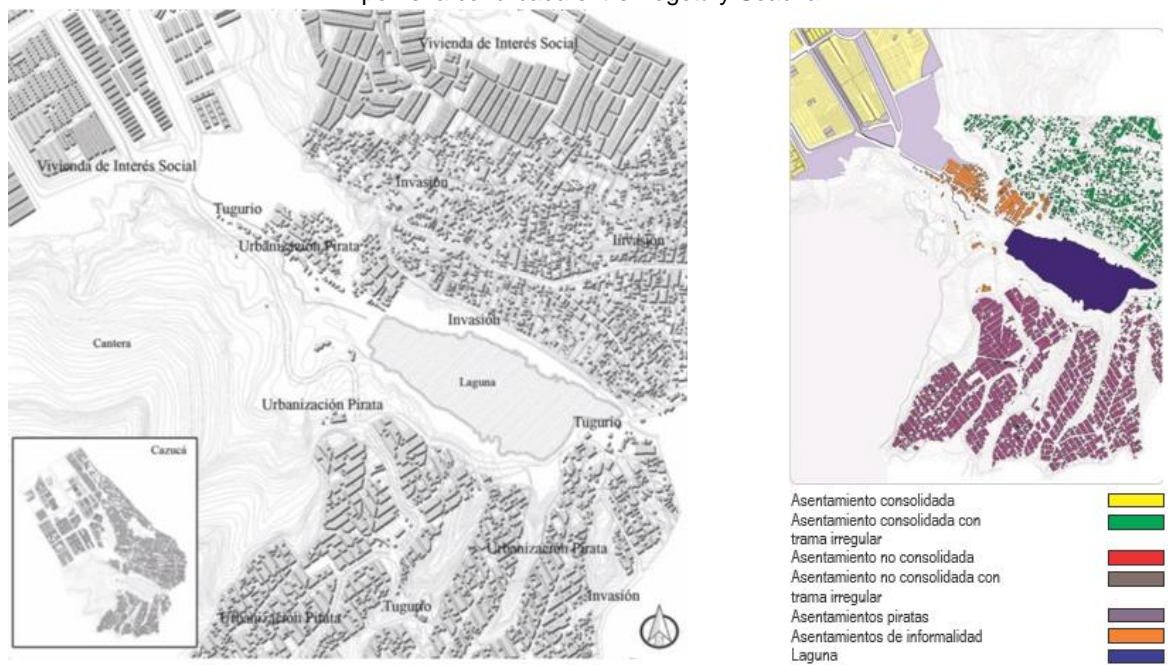 Vivienda de Interés Social
Vivienda de Interés Social
Invasión
Tugurio
Urbanización Pirata
Invasión
Invasión
Cantera
Laguna
Urbanización Pirata
Tugurio
Cazucá
Urbanización Pirata
Invasión
Tugurio
Urbanización Pirata
Asentamiento consolidada
Asentamiento consolidada con
trama irregular
Asentamiento no consolidada
Asentamiento no consolidada con
trama irregular
Asentamientos piratas
Asentamientos de informalidad
Laguna